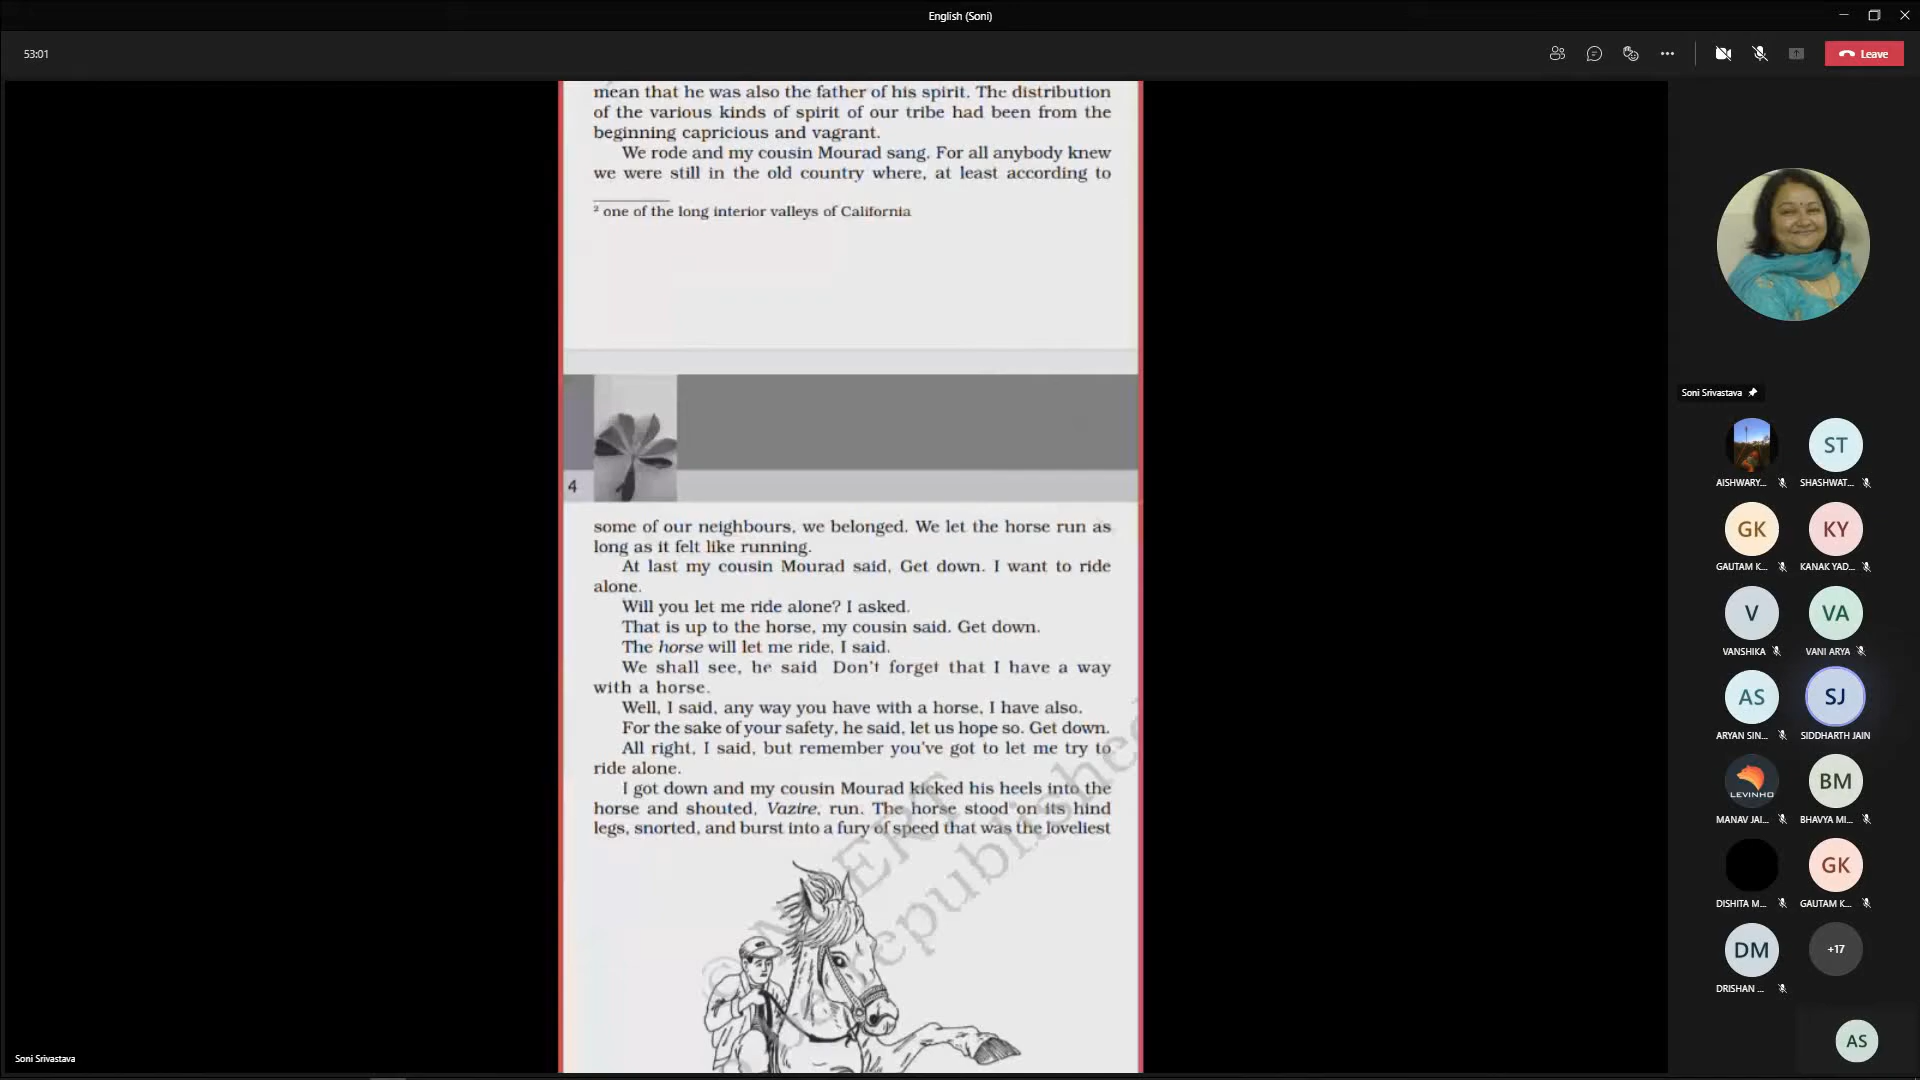 English (Soni)
53:01
Leave
mean that he was also the father of his spirit. The distribution
of the various kinds of spirit of our tribe had been from the
beginning capricious and vagrant.
We rode and my cousin Mourad sang. For all anybody knew
we were still in the old country where, at least according to
2 one of the long interior valleys of California
4
some of our neighbours, we belonged. We let the horse run as
long as it felt like running.
At last my cousin Mourad said, Get down. I want to ride
alone.
Will you let me ride alone? I asked.
That is up to the horse, my cousin said. Get down.
The horse will let me ride, I said.
We shall see, he said Don't forget that I have a way
with a horse.
Well, I said, any way you have with a horse, I have also.
For the sake of your safety, he said, let us hope so. Get down.
All right, I said, but remember you've got to let me try to
ride alone.
I got down and my cousin Mourad kicked his heels into the
horse and shouted, Vazire, run. The horse stood on its hind
legs, snorted, and burst into a fury of speed that was the loveliest
Soni Srivastava
Soni Srivastava
ST
AISHWARY... SHASHWAT...
GK KY
GAUTAM K... KANAK YAD...
V VA
VANSHIKA VANI ARYA
AS SJ
ARYAN SIN... SIDDHARTH JAIN
LEVINHO BM
MANAV JAI... BHAVYA MI...
GK
DISHITA M... GAUTAM K...
DM +17
DRISHAN ...
AS